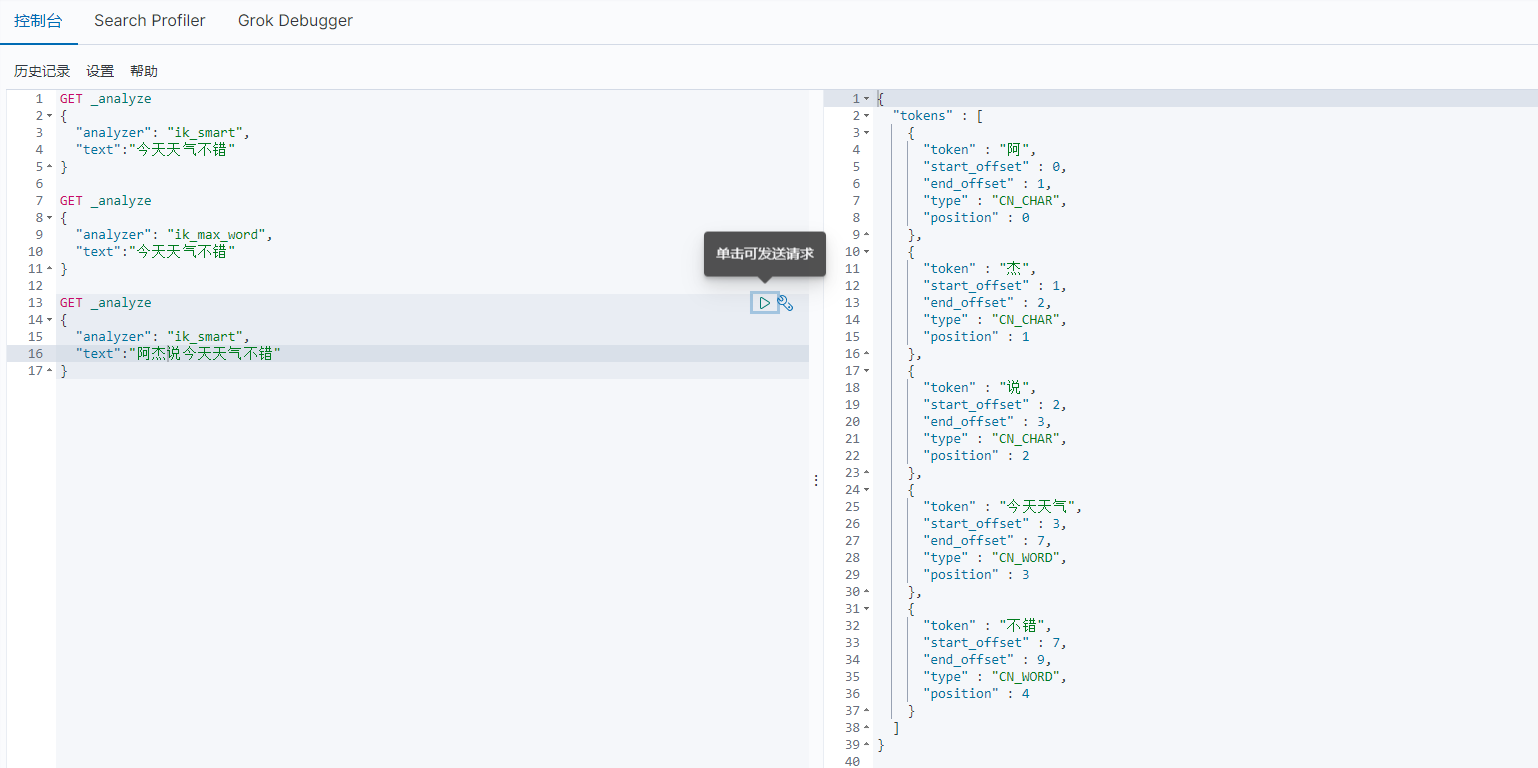 控制台 Search Profiler Grok Debugger
历史记录 设置 帮助
1 GET _analyze
2 {
3 "analyzer": "ik_smart",
4 "text":"今天天气不错"
5 }
6
7 GET _analyze
8 {
9 "analyzer": "ik_max_word",
10 "text":"今天天气不错"
11 }
12
单击可发送请求
13 GET _analyze
14 {
15 "analyzer": "ik_smart",
16 "text":"阿杰说今天天气不错"
17 }
1 {
2 "tokens" : [
3 {
4 "token" : "阿",
5 "start_offset" : 0,
6 "end_offset" : 1,
7 "type" : "CN_CHAR",
8 "position" : 0
9 },
10 {
11 "token" : "杰",
12 "start_offset" : 1,
13 "end_offset" : 2,
14 "type" : "CN_CHAR",
15 "position" : 1
16 },
17 {
18 "token" : "说",
19 "start_offset" : 2,
20 "end_offset" : 3,
21 "type" : "CN_CHAR",
22 "position" : 2
23 },
24 {
25 "token" : "今天天气",
26 "start_offset" : 3,
27 "end_offset" : 7,
28 "type" : "CN_WORD",
29 "position" : 3
30 },
31 {
32 "token" : "不错",
33 "start_offset" : 7,
34 "end_offset" : 9,
35 "type" : "CN_WORD",
36 "position" : 4
37 }
38 ]
39 }
40